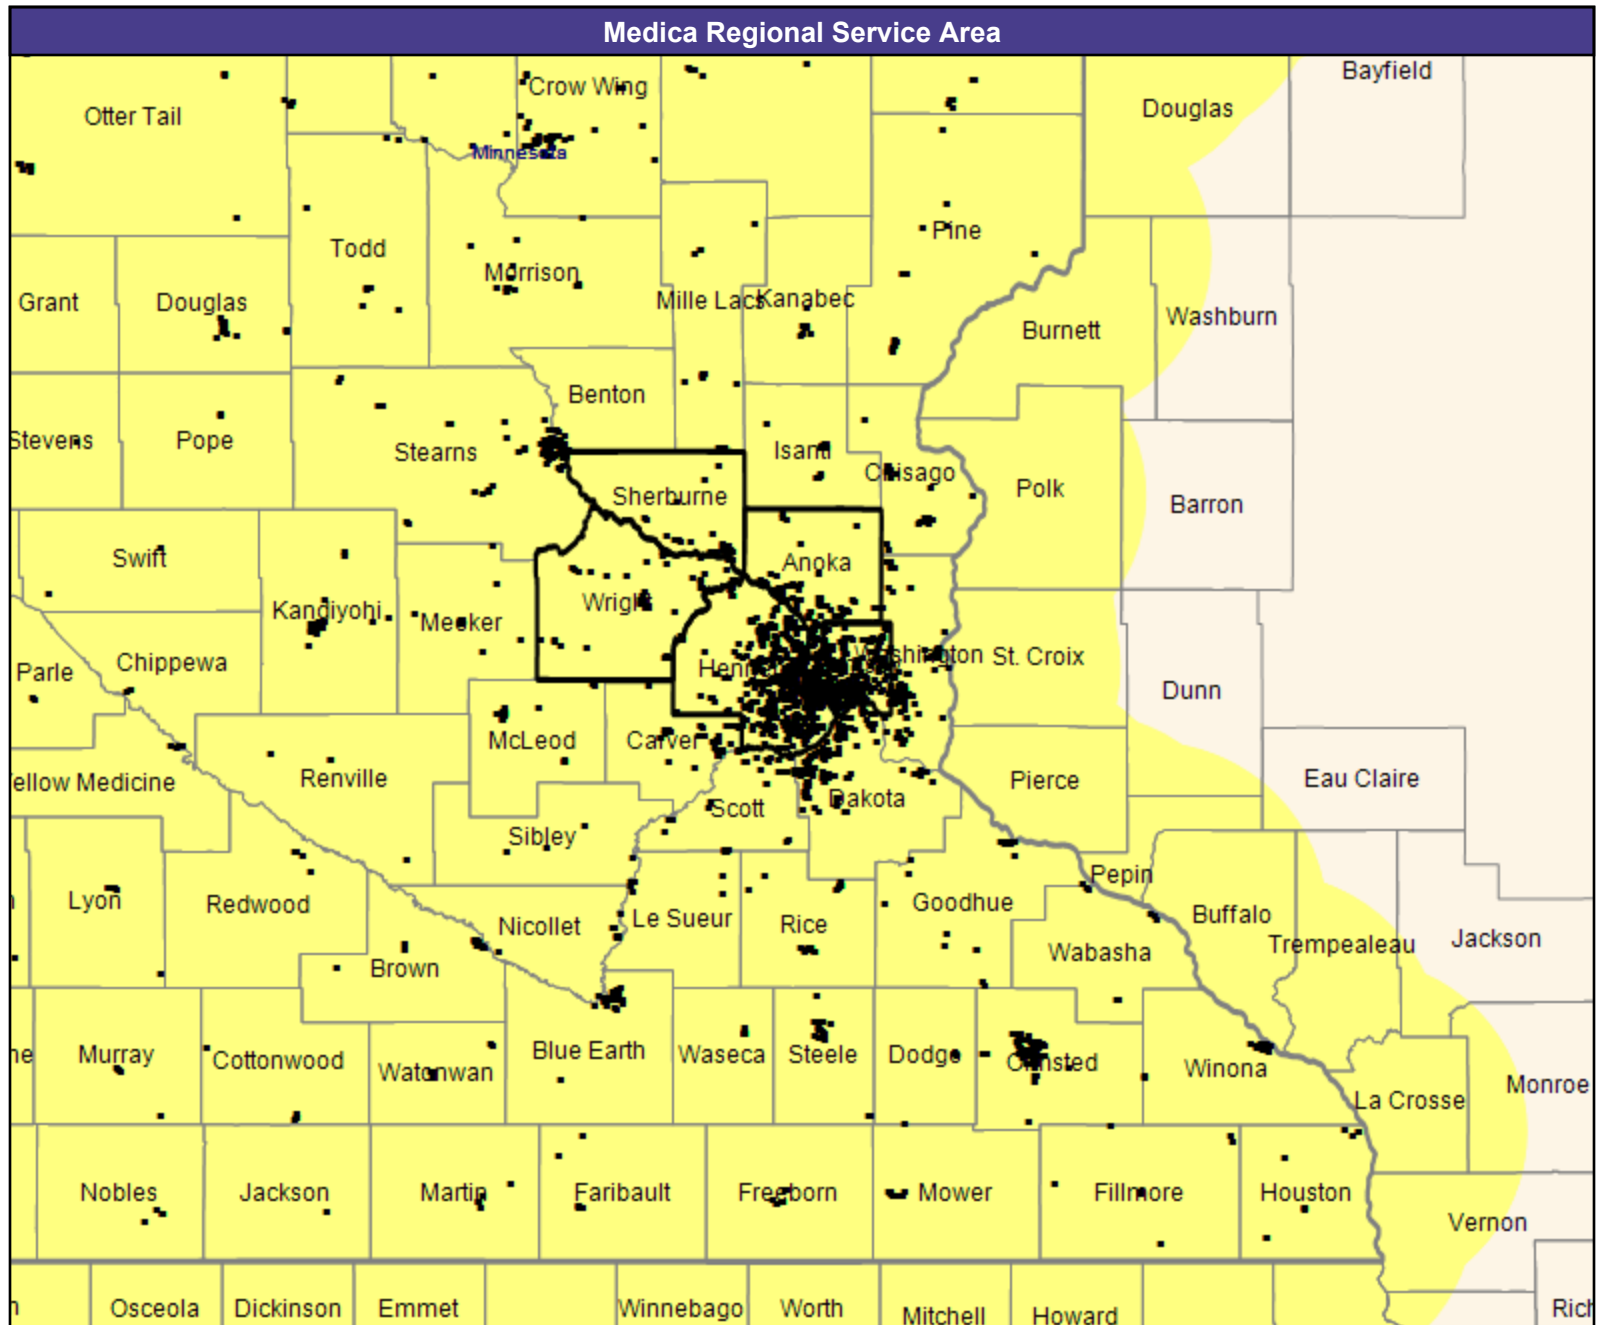 Medica Regional Service Area
Bayfield
Crow Wing
Douglas
Otter Tail
Minnesota
Pine
Todd
Morrison
Grant
Douglas
Mille Lacs
Kanabec
Washburn
Burnett
Benton
Stevens
Pope
Stearns
Isanti
Chisago
Polk
Sherburne
Barron
Swift
Anoka
Wright
Kandiyohi
Meeker
Chippewa
Parle
Henn
Washington
St. Croix
Dunn
McLeod
Carver
Renville
ellow Medicine
Pierce
Eau Claire
Scott
Dakota
Sibley
Pepin
Lyon
Redwood
Nicollet
Le Sueur
Rice
Goodhue
Buffalo
Trempealeau
Jackson
Wabasha
Brown
ne
Murray
Cottonwood
Watonwan
Blue Earth
Waseca
Steele
Dodge
Olmsted
Winona
La Crosse
Monroe
Nobles
Jackson
Martin
Faribault
Freeborn
Mower
Fillmore
Houston
Vernon
n
Osceola
Dickinson
Emmet
Winnebago
Worth
Mitchell
Howard
Rich